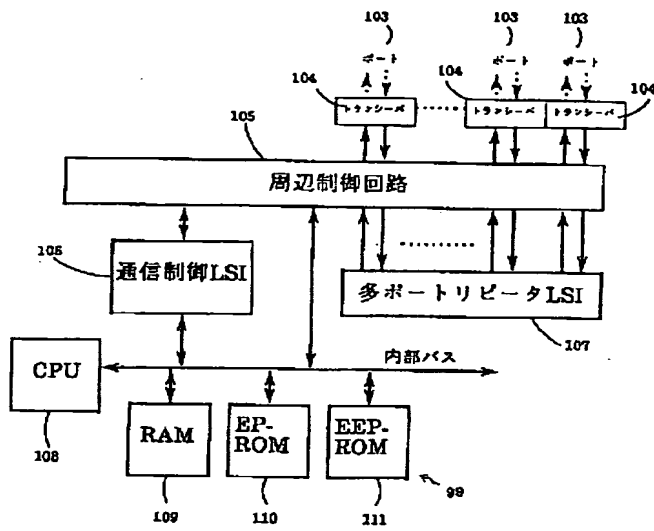 103 103 103
ポート ポート ポート
104 104 104
トランシーバ トランシーバ トランシーバ
105
周辺制御回路
106
通信制御LSI
多ポートリピータLSI
107
内部バス
CPU
108
RAM
EP-
ROM
EEP-
ROM
109 110 111
99